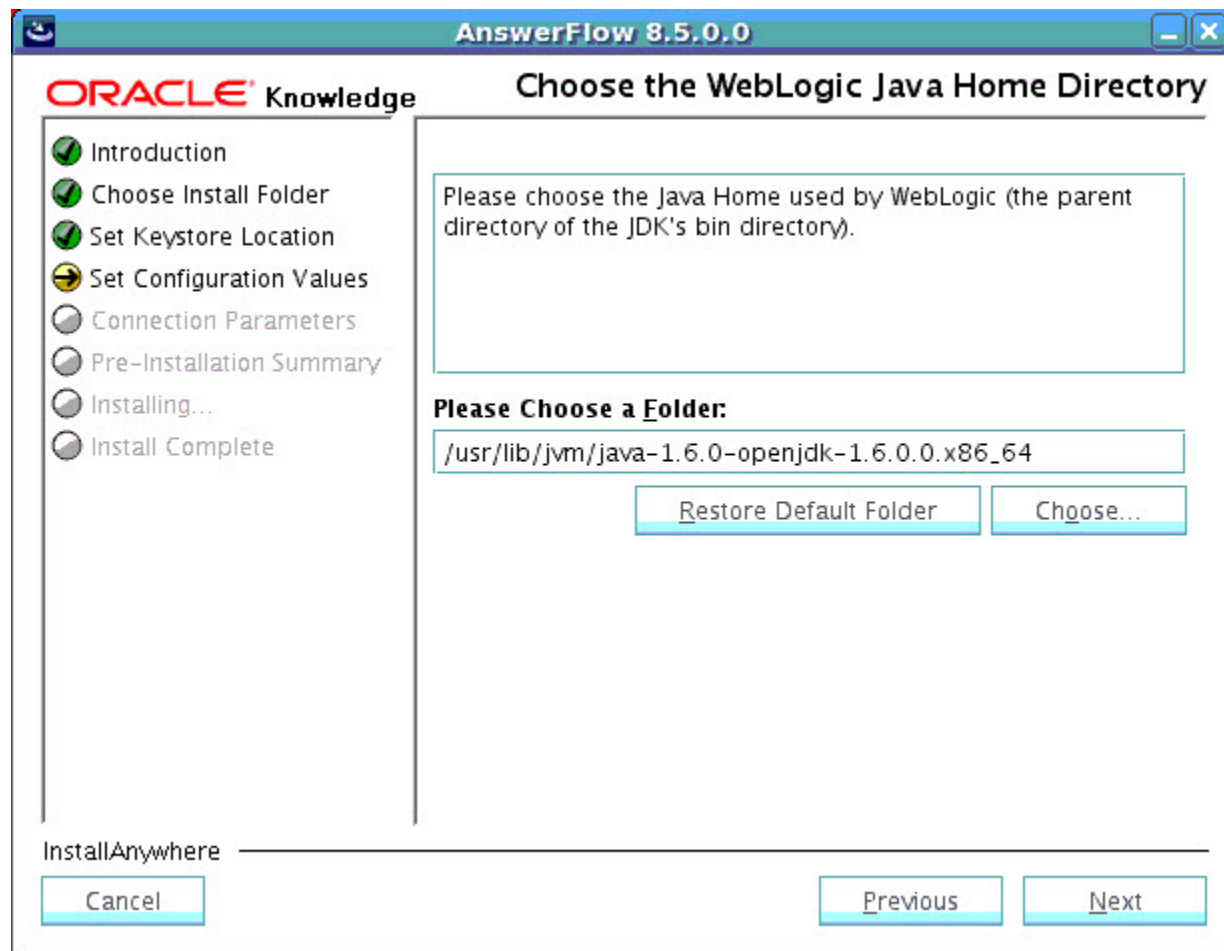 AnswerFlow 8.5.0.0
ORACLE Knowledge
Choose the WebLogic Java Home Directory
Introduction
Choose Install Folder
Set Keystore Location
Set Configuration Values
Connection Parameters
Pre-Installation Summary
Installing...
Install Complete
Please choose the Java Home used by WebLogic (the parent
directory of the JDK's bin directory).
Please Choose a Folder:
/usr/lib/jvm/java-1.6.0-openjdk-1.6.0.0.x86_64
Restore Default Folder
Choose...
InstallAnywhere
Cancel
Previous
Next